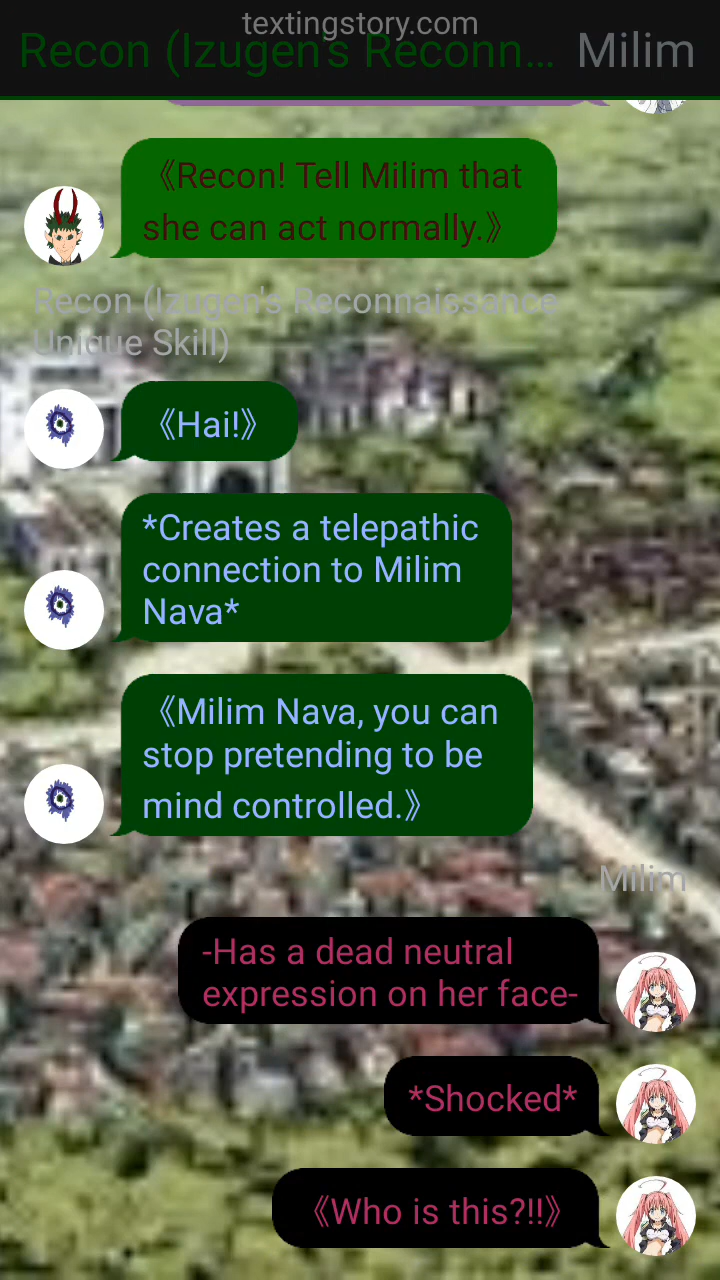 textingstory.com
Recon (Izugen's Reconn... Milim
《Recon! Tell Milim that
she can act normally.》
Recon (Izugen's Reconnaissance
Unique Skill)
《Hai!》
*Creates a telepathic
connection to Milim
Nava*
《Milim Nava, you can
stop pretending to be
mind controlled.》
Milim
-Has a dead neutral
expression on her face-
*Shocked*
《Who is this?!!》